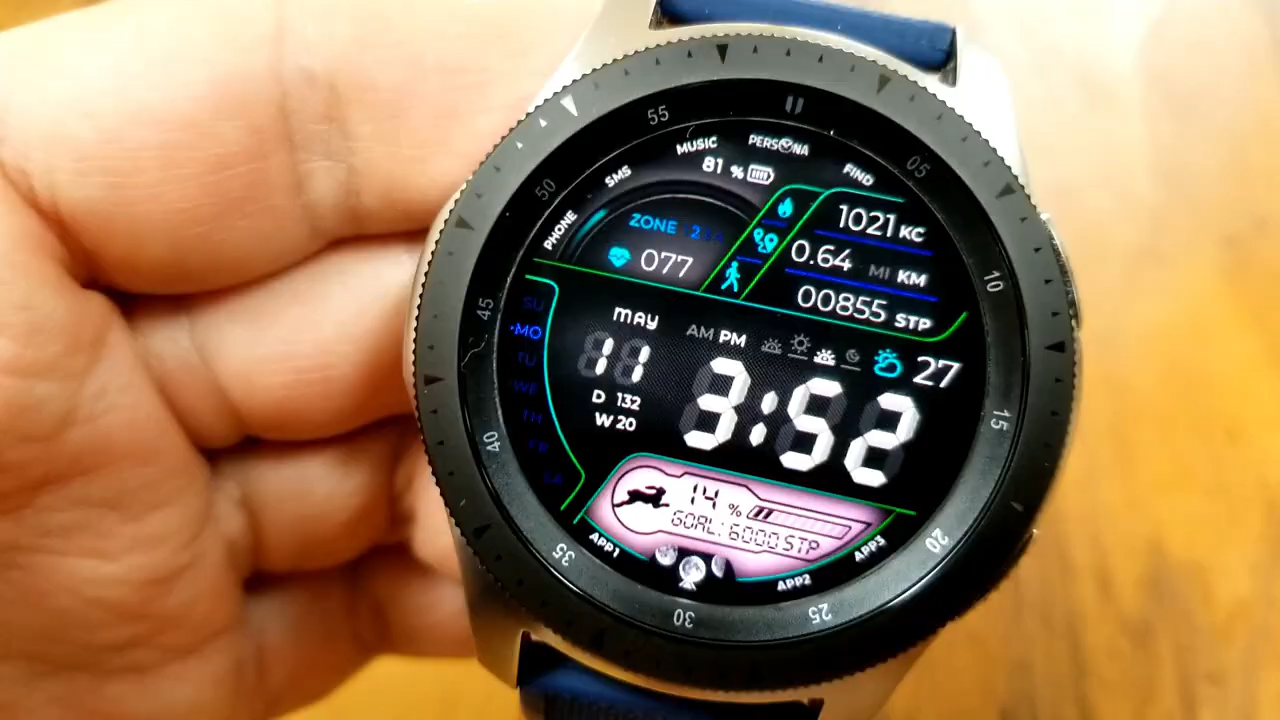 55
05
50
10
45
15
40
20
35
25
30
MUSIC
PERSONA
FIND
SMS
PHONE
81 %
ZONE 2
077
1021 KC
0.64 MI KM
00855 STP
SU
MO
TU
WE
TH
FR
SA
MAY
11
D 132
W 20
AM PM
27
3:52
14 %
GOAL: 6000 STP
APP1
APP2
APP3